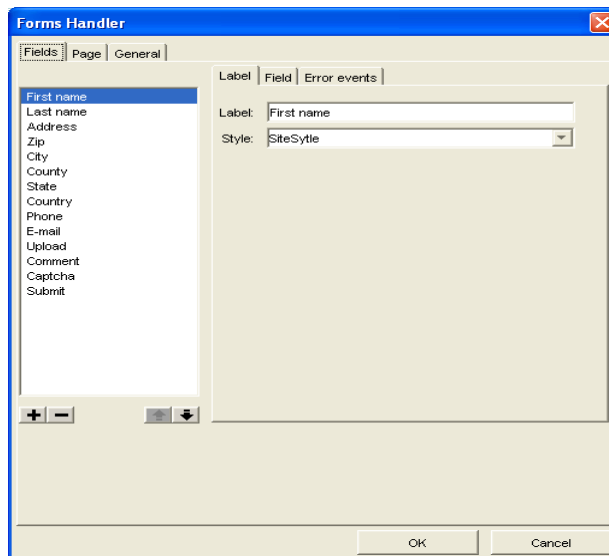 Forms Handler
Fields Page General
Label Field Error events
First name
Last name
Address
Zip
City
County
State
Country
Phone
E-mail
Upload
Comment
Captcha
Submit
Label: First name
Style: SiteSytle
OK Cancel